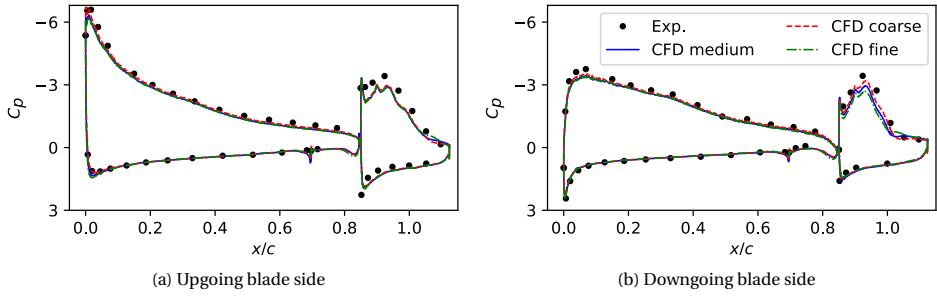 −6
−3
0
3
Cp
0.0 0.2 0.4 0.6 0.8 1.0
x/c
(a) Upgoing blade side
Exp.
CFD medium
CFD coarse
CFD fine
−6
−3
0
3
Cp
0.0 0.2 0.4 0.6 0.8 1.0
x/c
(b) Downgoing blade side